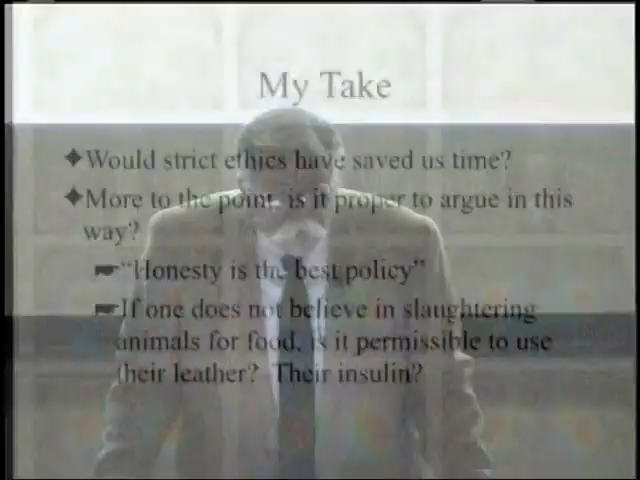 My Take
Would strict ethics have saved us time?
More to the point, is it proper to argue in this
way?
"Honesty is the best policy"
If one does not believe in slaughtering
animals for food, is it permissible to use
their leather? Their insulin?